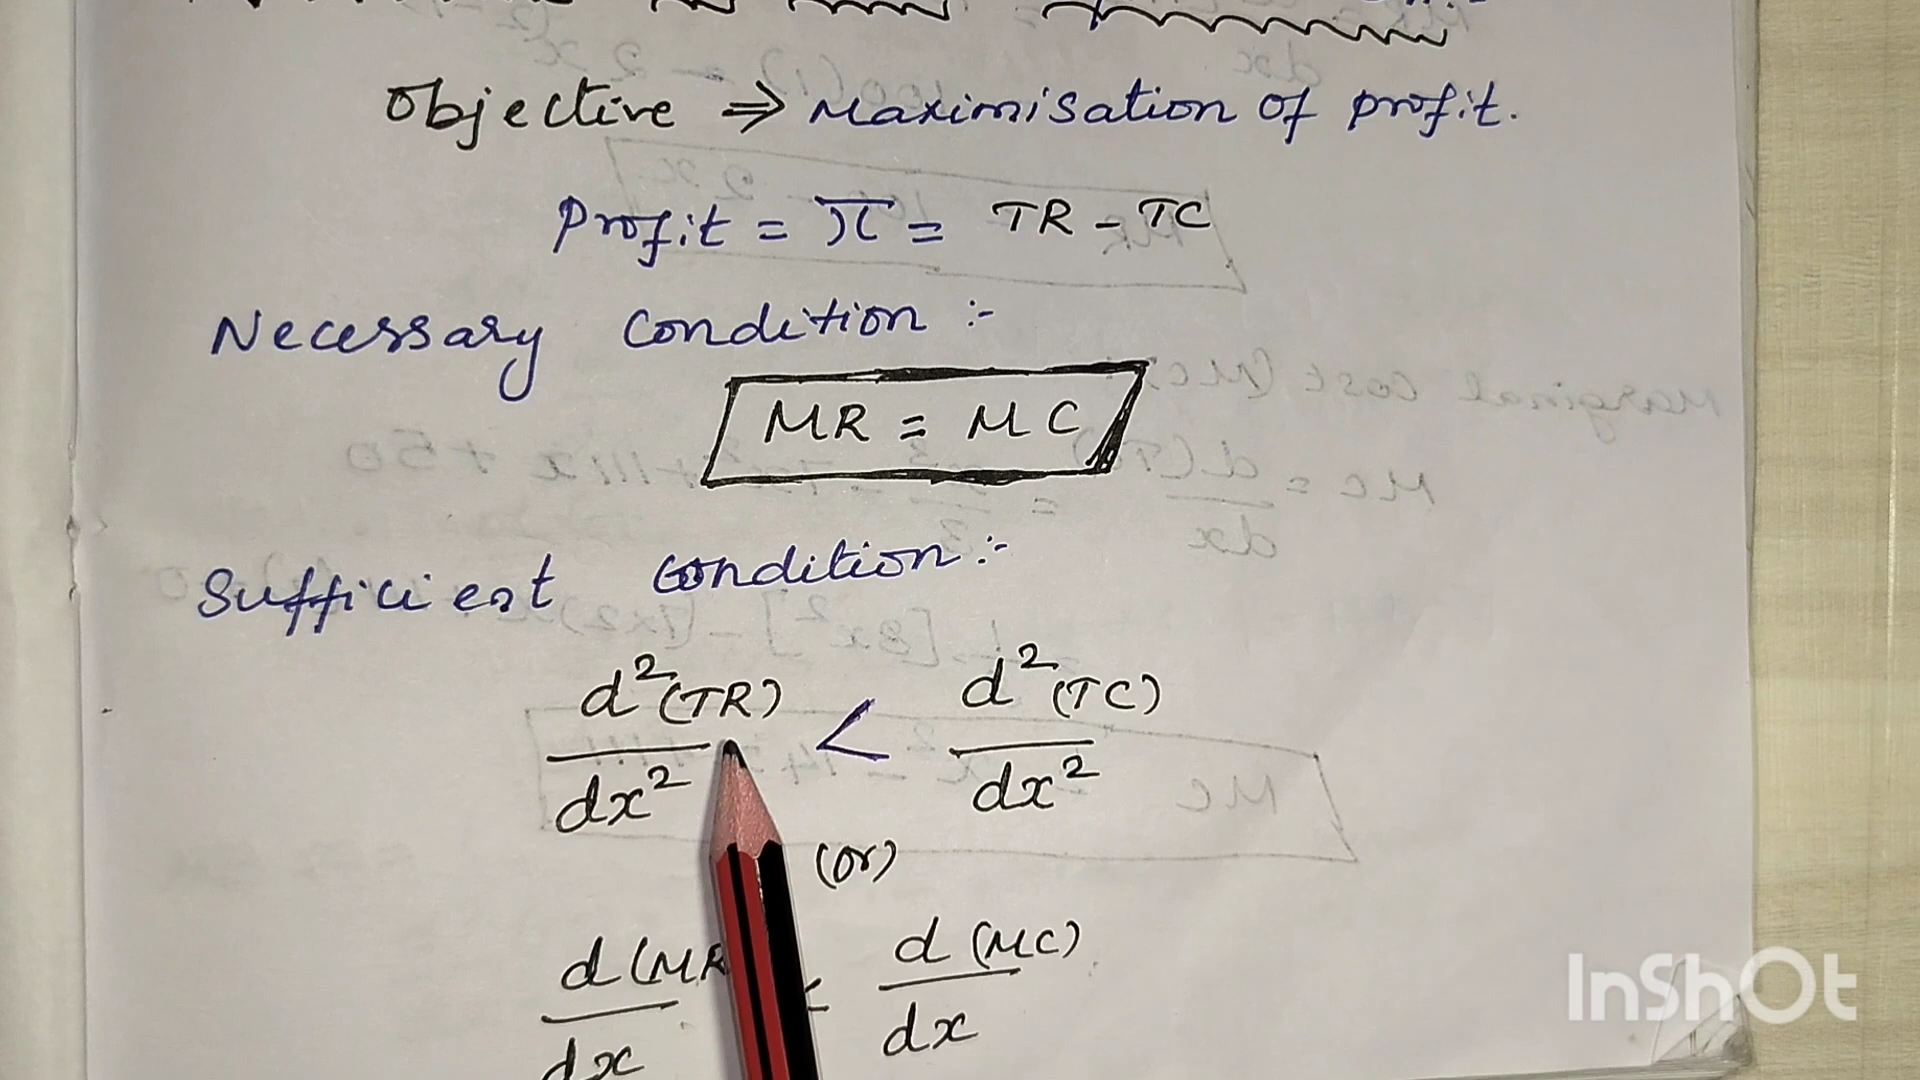 Objective ⇒ Maximisation of profit.
Profit = π = TR - TC
Necessary condition :-
MR = MC
Sufficient condition :-
d²(TR)/dx² < d²(TC)/dx²
(or)
d(MR/dx < d(MC)/dx
InShOt